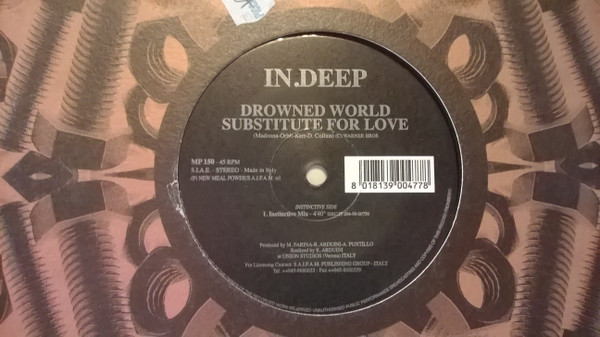 IN.DEEP
DROWNED WORLD
SUBSTITUTE FOR LOVE
(Madonna-Orbit-Kerr-D. Collins) WARNER BROS
MP 150 - 45 RPM
S.I.A.E. - STEREO - Made in Italy
(P) NEW MEAL POWER/S.A.I.F.A.M. srl
8 018139 004778
INSTINCTIVE SIDE
1. Instinctive Mix - 4'40"
Produced by M. FARINA-R. ARDUINI-A. PUNTILLO
Realized by R. ARDUINI
at UNION STUDIOS (Verona) ITALY
For Licensing Contact: S.A.I.F.A.M. PUBLISHING GROUP - ITALY